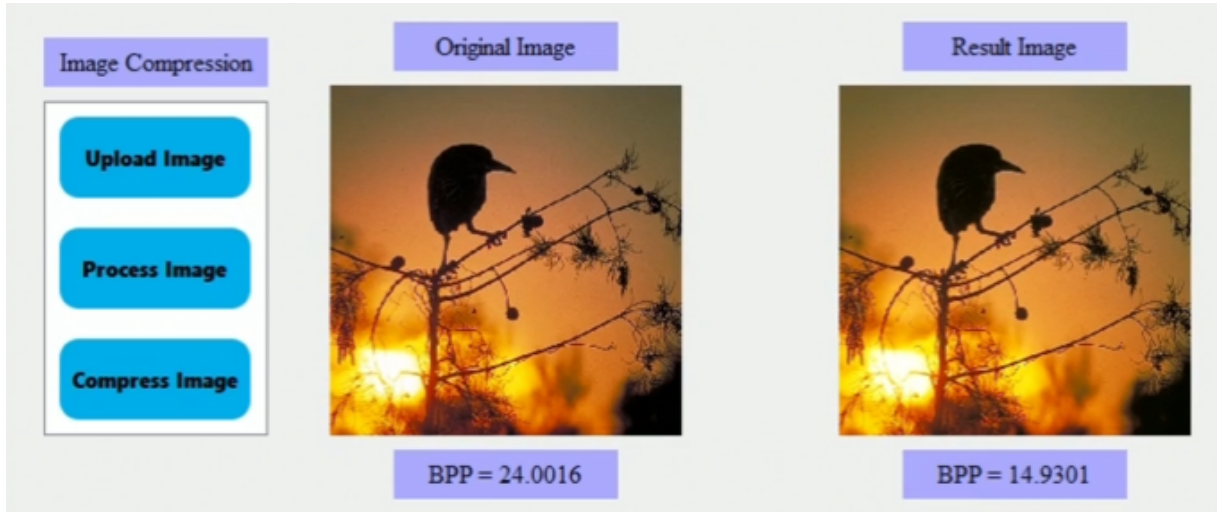 Image Compression
Upload Image
Process Image
Compress Image
Original Image
BPP = 24.0016
Result Image
BPP = 14.9301